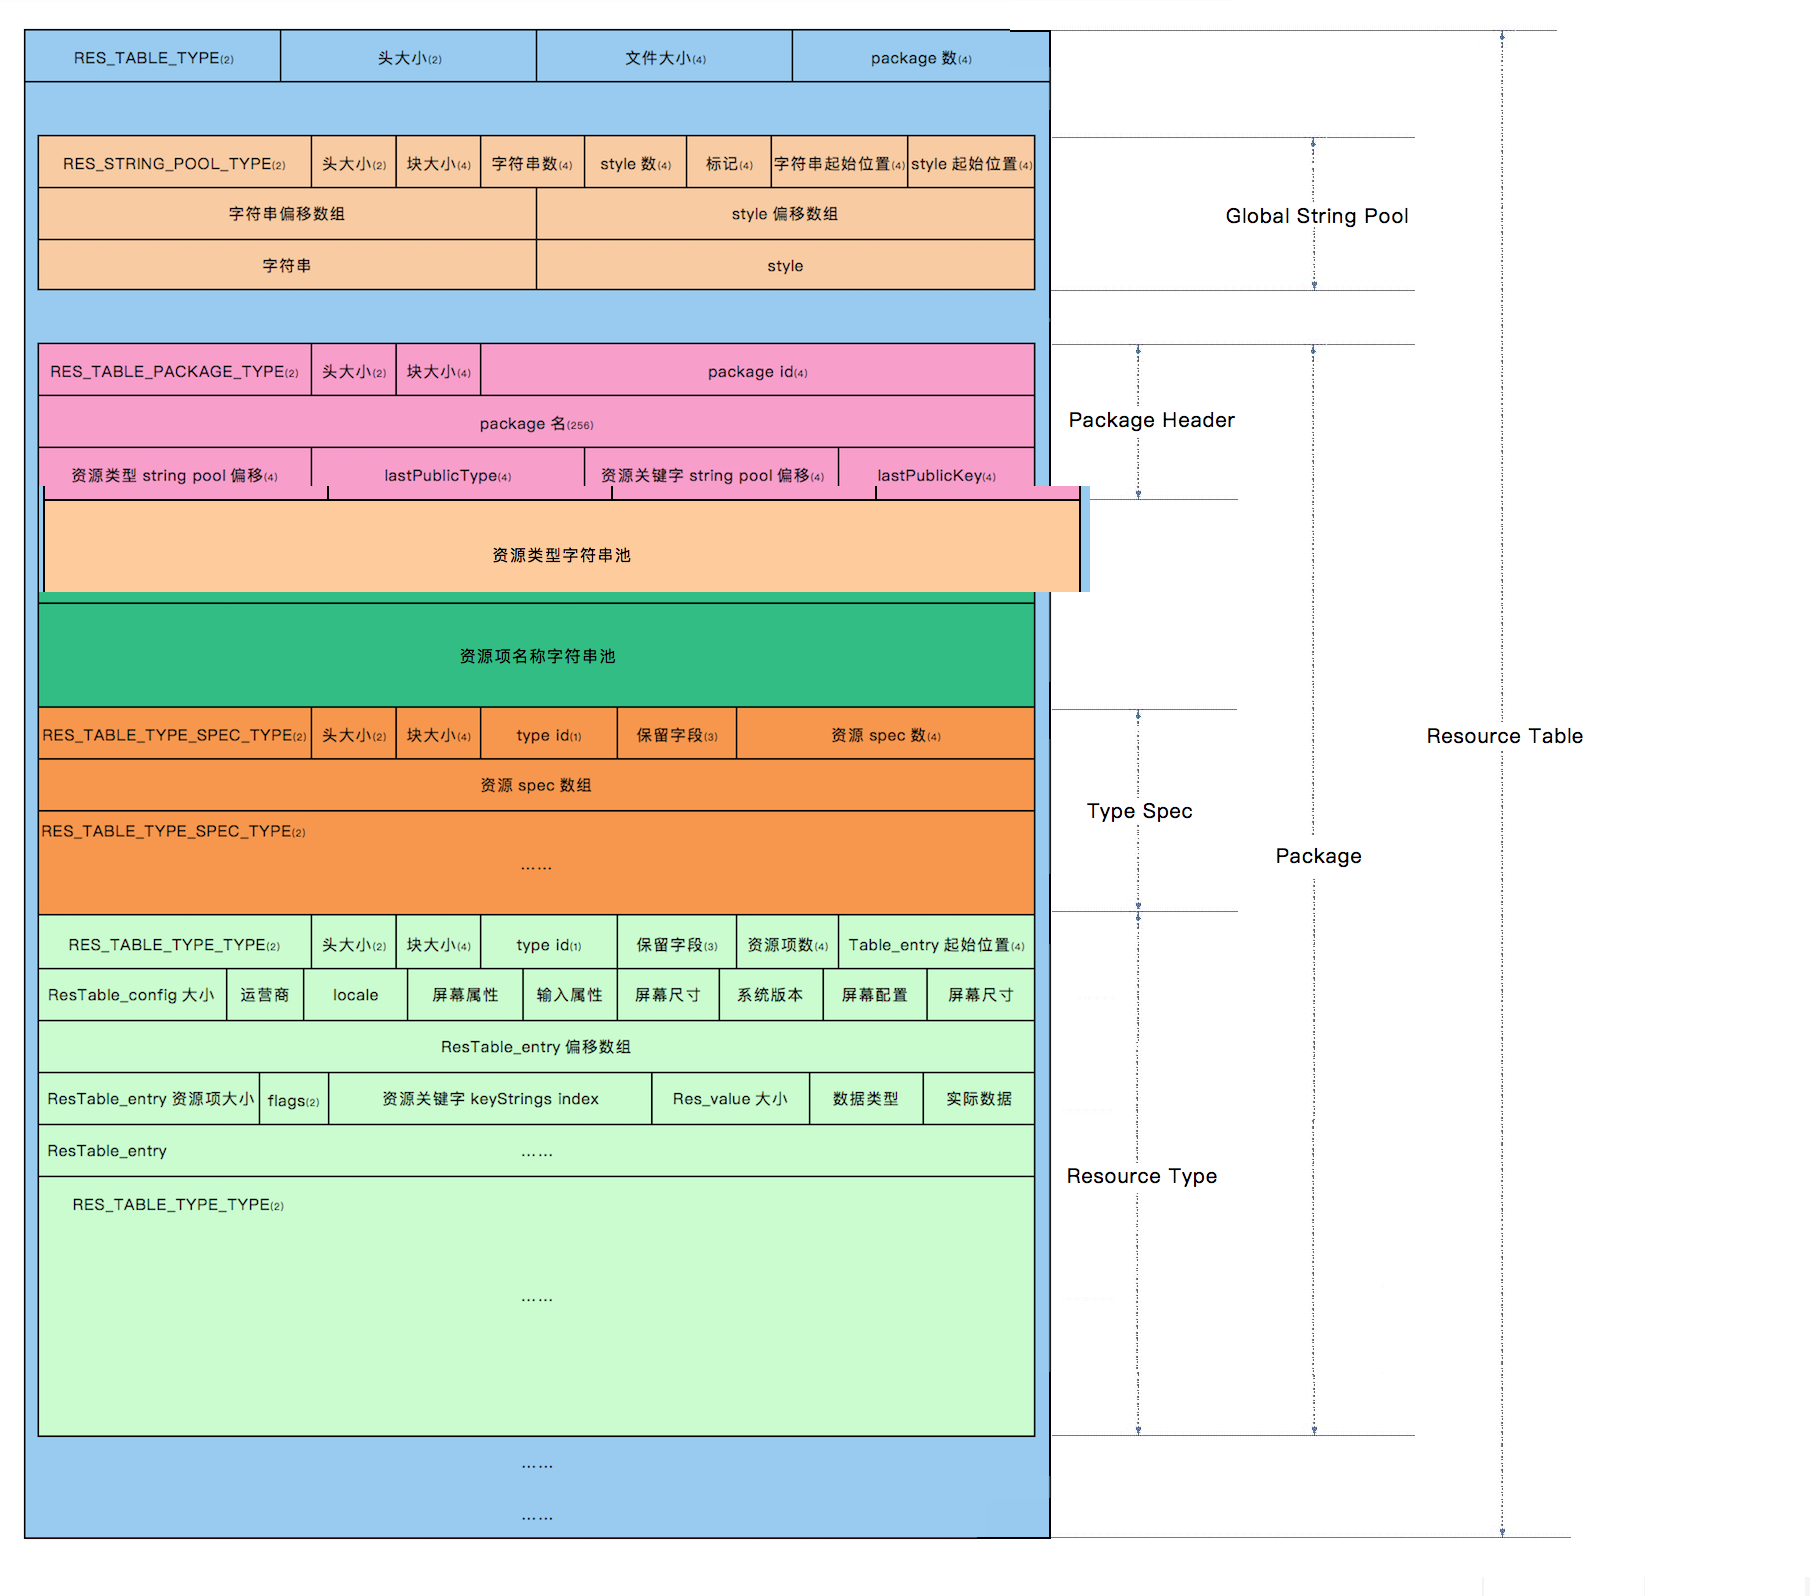 RES_TABLE_TYPE(2) 头大小(2) 文件大小(4) package 数(4)
RES_STRING_POOL_TYPE(2) 头大小(2) 块大小(4) 字符串数(4) style 数(4) 标记(4) 字符串起始位置(4) style 起始位置(4)
字符串偏移数组 style 偏移数组
Global String Pool
字符串 style
RES_TABLE_PACKAGE_TYPE(2) 头大小(2) 块大小(4) package id(4)
package 名(256)
Package Header
资源类型 string pool 偏移(4) lastPublicType(4) 资源关键字 string pool 偏移(4) lastPublicKey(4)
资源类型字符串池
资源项名称字符串池
RES_TABLE_TYPE_SPEC_TYPE(2) 头大小(2) 块大小(4) type id(1) 保留字段(3) 资源 spec 数(4)
Resource Table
资源 spec 数组
Type Spec
RES_TABLE_TYPE_SPEC_TYPE(2)
Package
……
RES_TABLE_TYPE_TYPE(2) 头大小(2) 块大小(4) type id(1) 保留字段(3) 资源项数(4) Table_entry 起始位置(4)
ResTable_config 大小 运营商 locale 屏幕属性 输入属性 屏幕尺寸 系统版本 屏幕配置 屏幕尺寸
ResTable_entry 偏移数组
ResTable_entry 资源项大小 flags(2) 资源关键字 keyStrings index Res_value 大小 数据类型 实际数据
ResTable_entry ……
Resource Type
RES_TABLE_TYPE_TYPE(2)
……
……
……